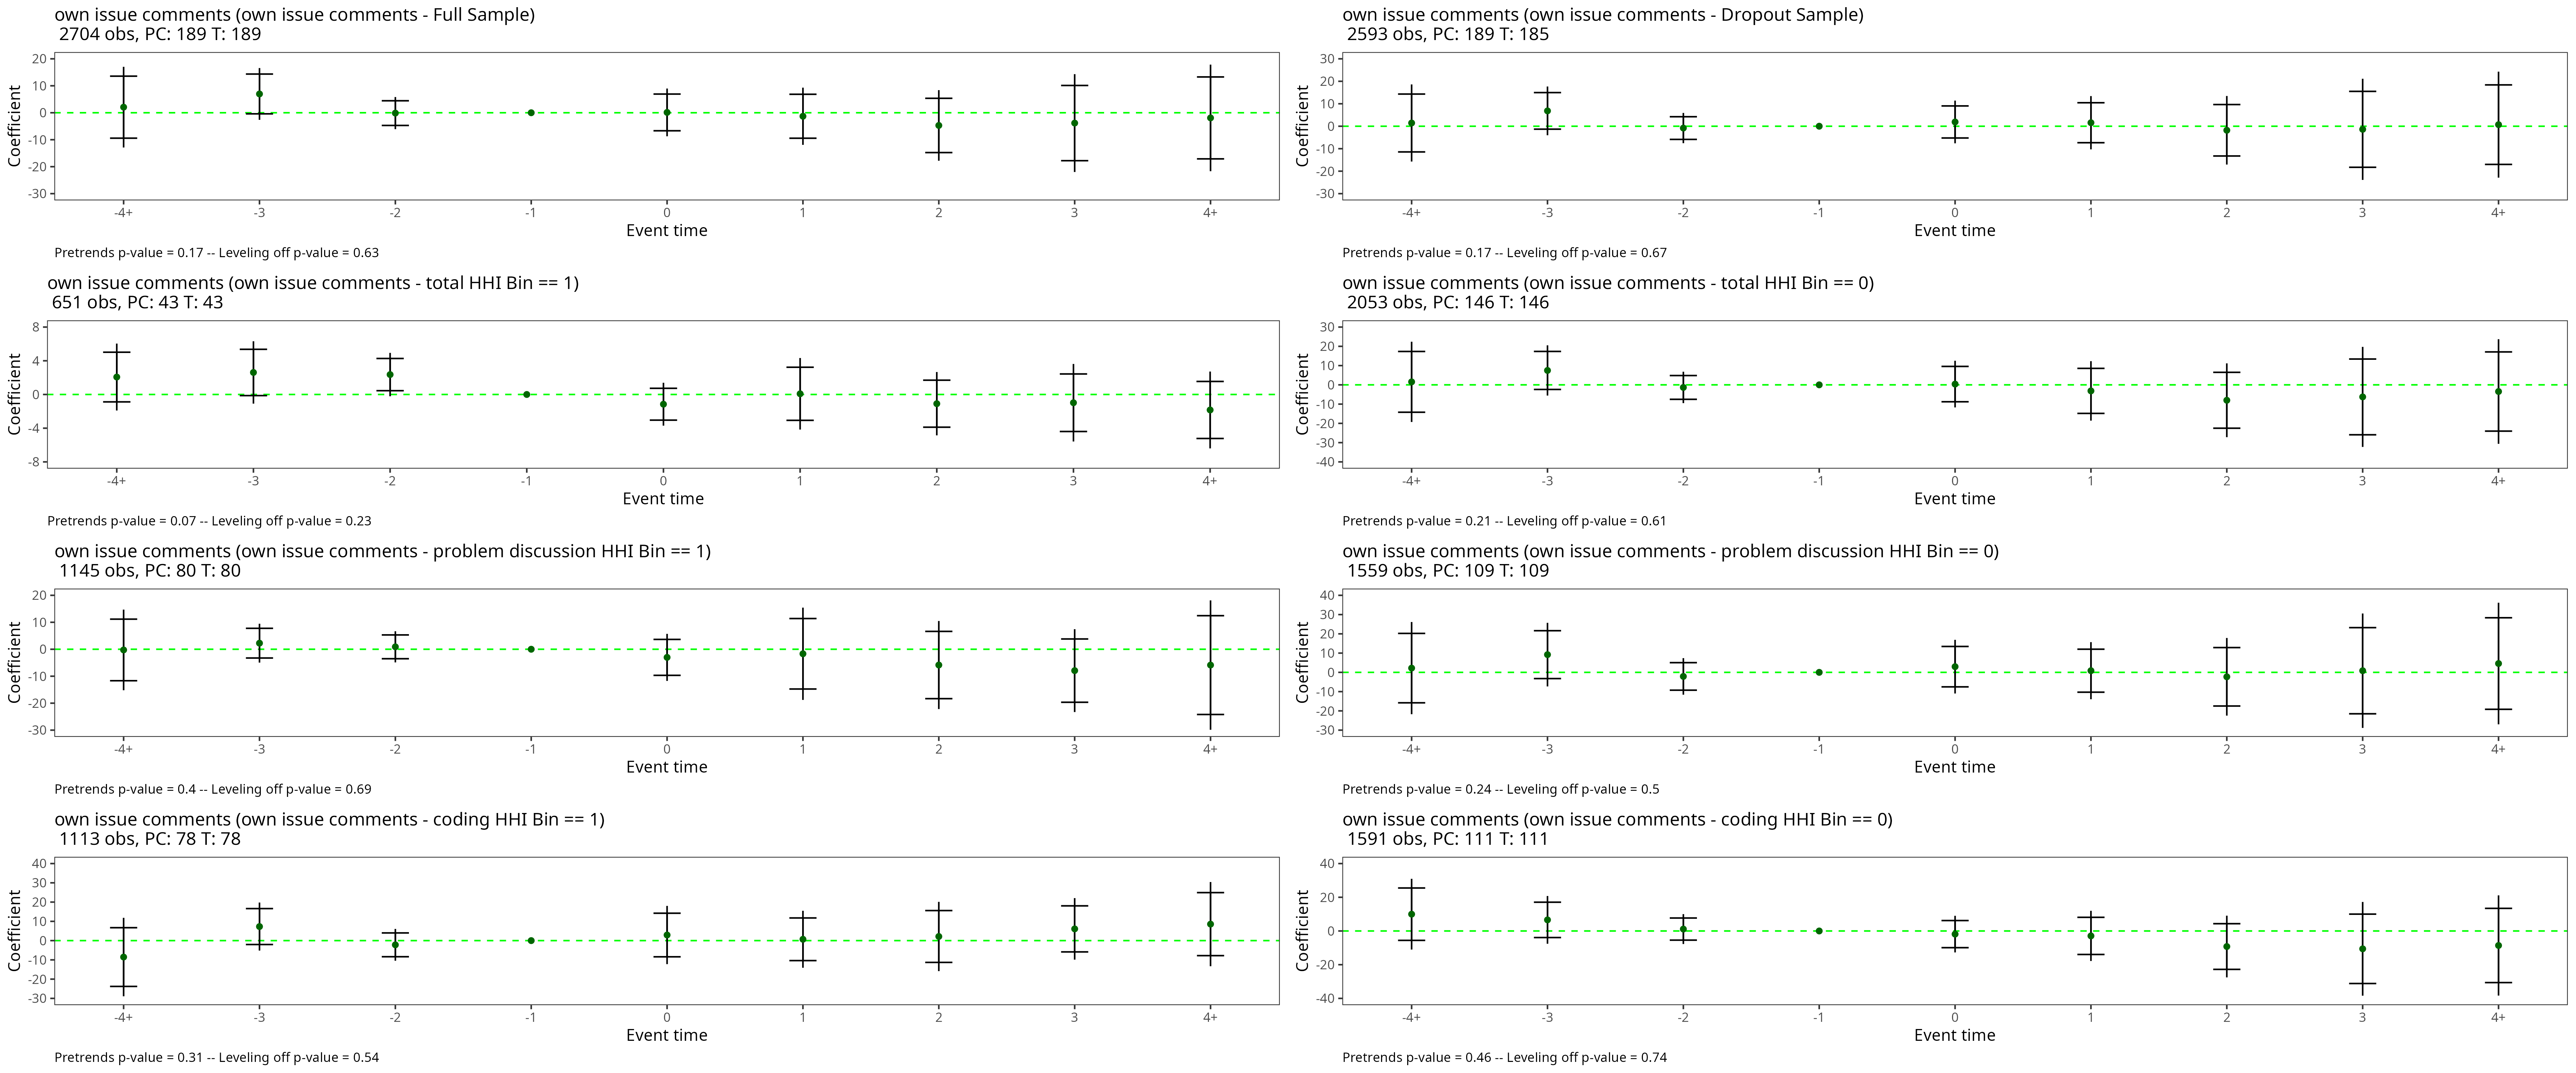 own issue comments (own issue comments - Full Sample)
2704 obs, PC: 189 T: 189
20
10
0
-10
-20
-30
Coefficient
-4+ -3 -2 -1 0 1 2 3 4+
Event time
Pretrends p-value = 0.17 -- Leveling off p-value = 0.63
own issue comments (own issue comments - Dropout Sample)
2593 obs, PC: 189 T: 185
30
20
10
0
-10
-20
-30
Coefficient
-4+ -3 -2 -1 0 1 2 3 4+
Event time
Pretrends p-value = 0.17 -- Leveling off p-value = 0.67
own issue comments (own issue comments - total HHI Bin == 1)
651 obs, PC: 43 T: 43
8
4
0
-4
-8
Coefficient
-4+ -3 -2 -1 0 1 2 3 4+
Event time
Pretrends p-value = 0.07 -- Leveling off p-value = 0.23
own issue comments (own issue comments - total HHI Bin == 0)
2053 obs, PC: 146 T: 146
30
20
10
0
-10
-20
-30
-40
Coefficient
-4+ -3 -2 -1 0 1 2 3 4+
Event time
Pretrends p-value = 0.21 -- Leveling off p-value = 0.61
own issue comments (own issue comments - problem discussion HHI Bin == 1)
1145 obs, PC: 80 T: 80
20
10
0
-10
-20
-30
Coefficient
-4+ -3 -2 -1 0 1 2 3 4+
Event time
Pretrends p-value = 0.4 -- Leveling off p-value = 0.69
own issue comments (own issue comments - problem discussion HHI Bin == 0)
1559 obs, PC: 109 T: 109
40
30
20
10
0
-10
-20
-30
Coefficient
-4+ -3 -2 -1 0 1 2 3 4+
Event time
Pretrends p-value = 0.24 -- Leveling off p-value = 0.5
own issue comments (own issue comments - coding HHI Bin == 1)
1113 obs, PC: 78 T: 78
40
30
20
10
0
-10
-20
-30
Coefficient
-4+ -3 -2 -1 0 1 2 3 4+
Event time
Pretrends p-value = 0.31 -- Leveling off p-value = 0.54
own issue comments (own issue comments - coding HHI Bin == 0)
1591 obs, PC: 111 T: 111
40
20
0
-20
-40
Coefficient
-4+ -3 -2 -1 0 1 2 3 4+
Event time
Pretrends p-value = 0.46 -- Leveling off p-value = 0.74